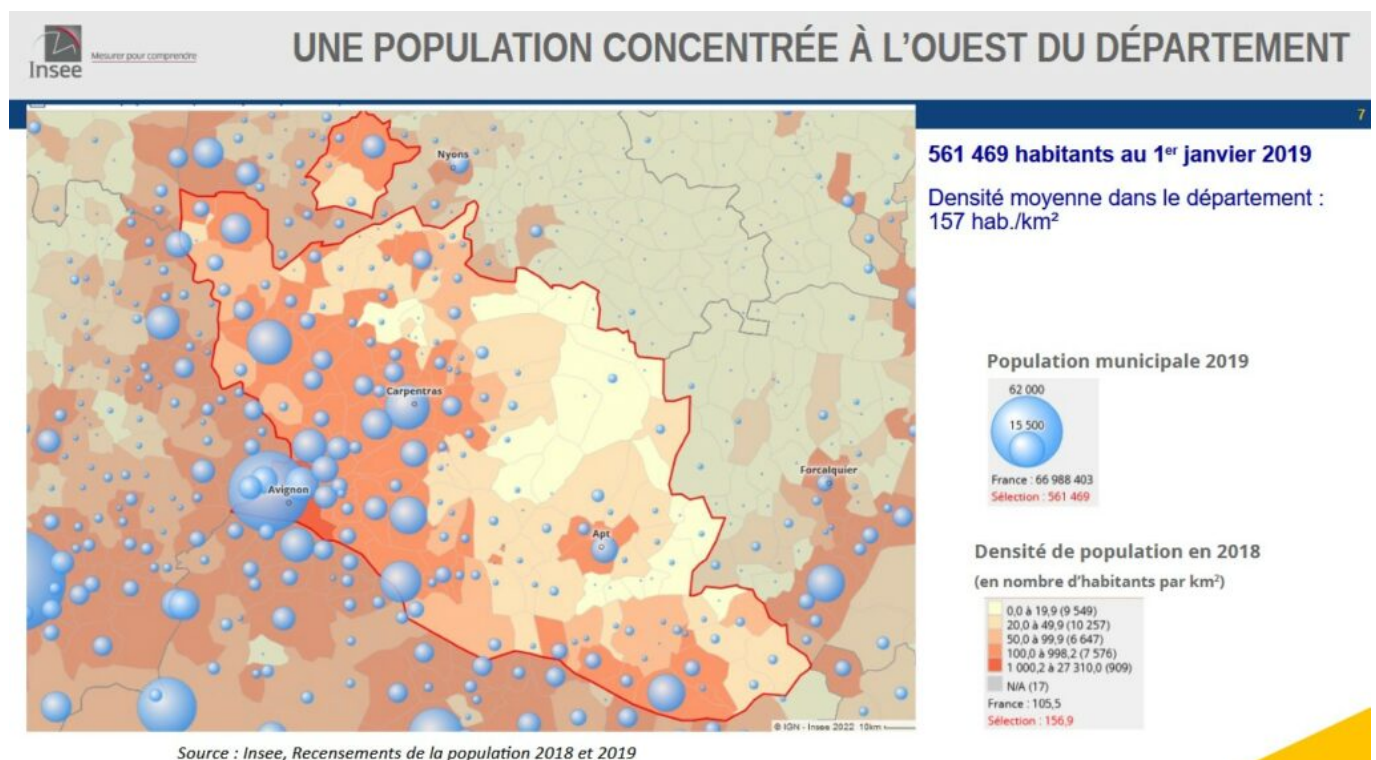 Insee
Mesurer pour comprendre
UNE POPULATION CONCENTRÉE À L'OUEST DU DÉPARTEMENT
7
561 469 habitants au 1er janvier 2019
Densité moyenne dans le département :
157 hab./km²
Nyons
Carpentras
Avignon
Apt
Forcalquier
© IGN - Insee 2022 10km
Population municipale 2019
62 000
15 500
France : 66 988 403
Sélection : 561 469
Densité de population en 2018
(en nombre d'habitants par km²)
0,0 à 19,9 (9 549)
20,0 à 49,9 (10 257)
50,0 à 99,9 (6 647)
100,0 à 998,2 (7 576)
1 000,2 à 27 310,0 (909)
N/A (17)
France : 105,5
Sélection : 156,9
Source : Insee, Recensements de la population 2018 et 2019